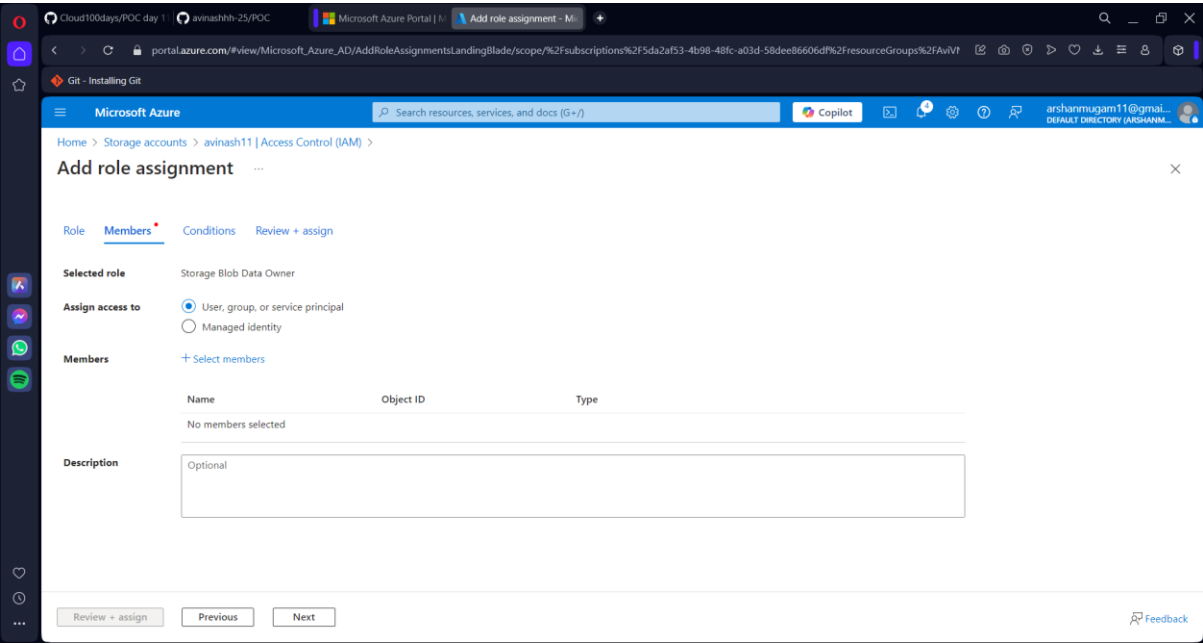 Cloud100days/POC day 1
avinashhh-25/POC
Microsoft Azure Portal | M
Add role assignment - Mi
portal.azure.com/#view/Microsoft_Azure_AD/AddRoleAssignmentsLandingBlade/scope/%2Fsubscriptions%2F5da2af53-4b98-48fc-a03d-58dee86606df%2FresourceGroups%2FAviVM
Git - Installing Git
Microsoft Azure
Search resources, services, and docs (G+/)
Copilot
4
arshanmugam11@gmai...
DEFAULT DIRECTORY (ARSHANM...
Home > Storage accounts > avinash11 | Access Control (IAM) >
Add role assignment ...
Role Members Conditions Review + assign
Selected role Storage Blob Data Owner
Assign access to User, group, or service principal
Managed identity
Members + Select members
Name Object ID Type
No members selected
Description Optional
Review + assign Previous Next Feedback